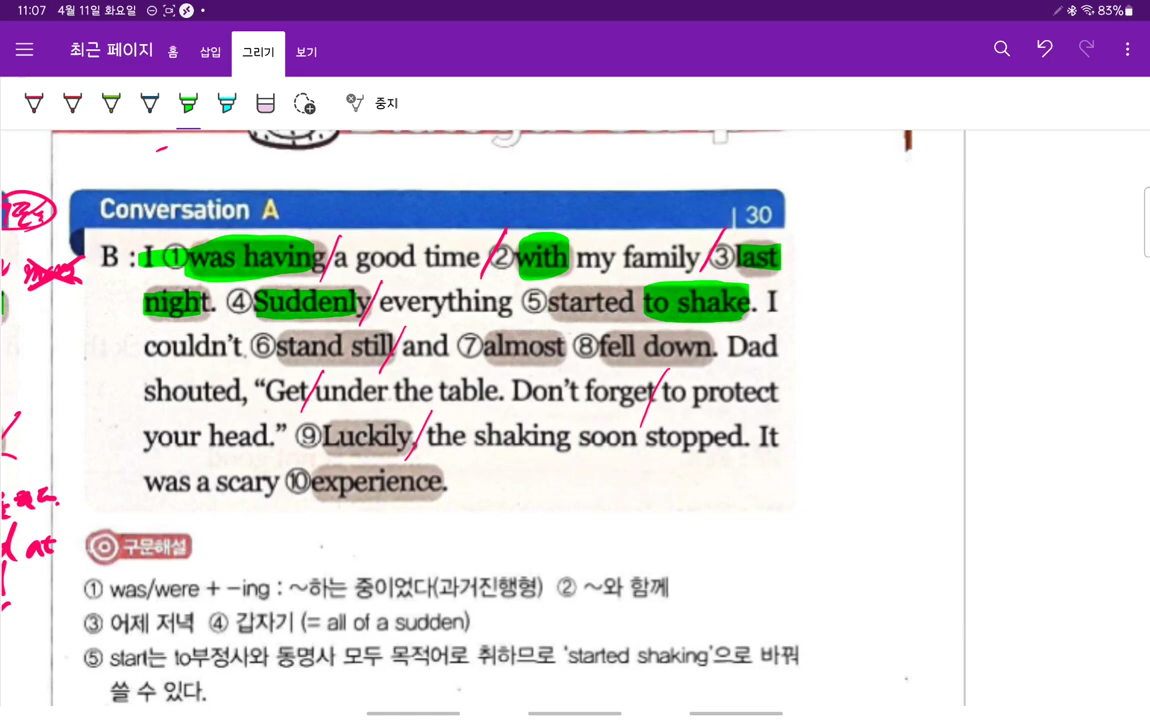 11:07 4월 11일 화요일 83%
최근 페이지 홈 삽입 그리기 보기
중지
Conversation A | 30
B : I ①was having a good time ②with my family ③last
night. ④Suddenly everything ⑤started to shake. I
couldn't ⑥stand still and ⑦almost ⑧fell down. Dad
shouted, “Get under the table. Don't forget to protect
your head.” ⑨Luckily, the shaking soon stopped. It
was a scary ⑩experience.
d at
구문해설
① was/were + -ing : ~하는 중이었다(과거진행형) ② ~와 함께
③ 어제 저녁 ④ 갑자기 (= all of a sudden)
⑤ start는 to부정사와 동명사 모두 목적어로 취하므로 'started shaking'으로 바꿔
쓸 수 있다.